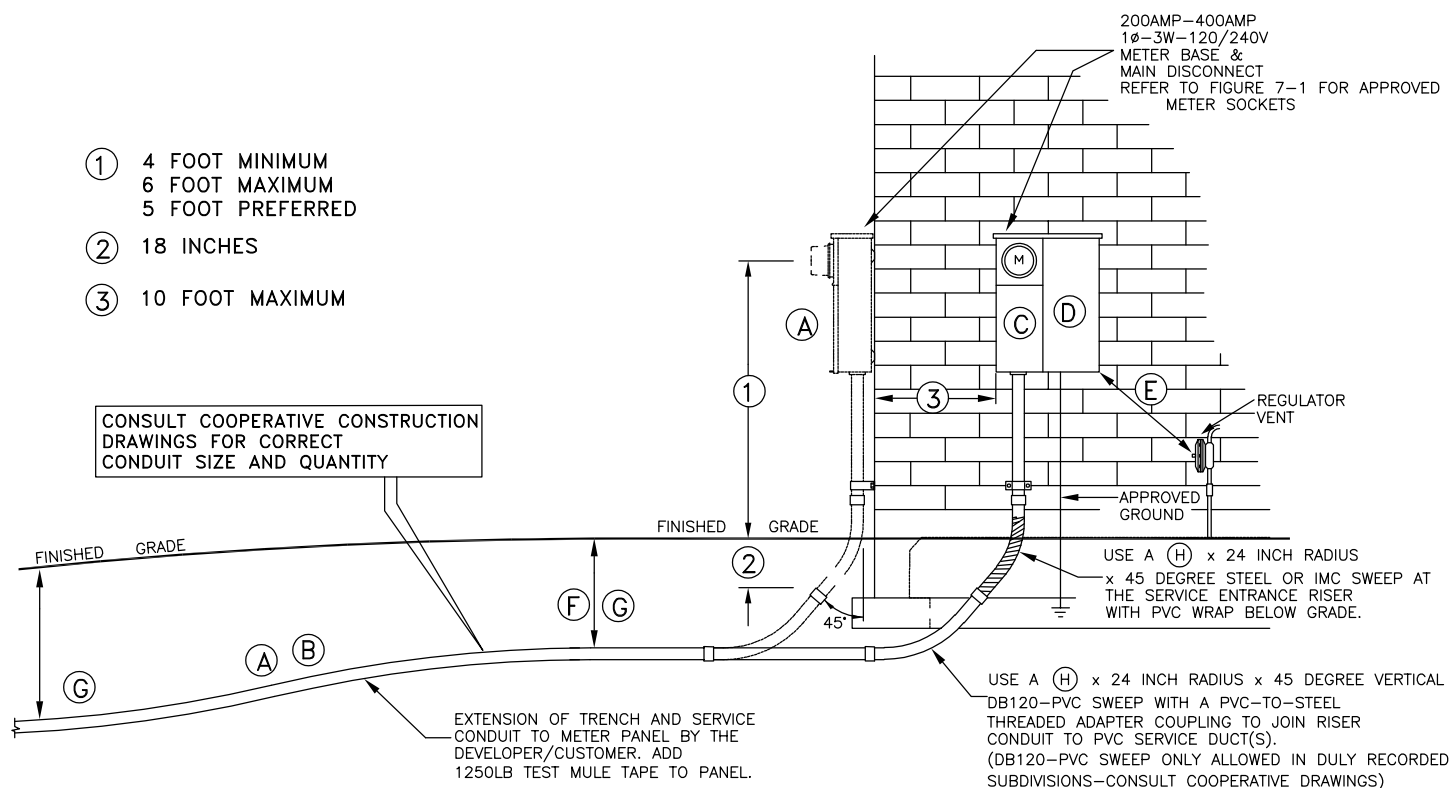 200AMP-400AMP
1ø-3W-120/240V
METER BASE &
MAIN DISCONNECT
REFER TO FIGURE 7-1 FOR APPROVED
METER SOCKETS
1 4 FOOT MINIMUM
6 FOOT MAXIMUM
5 FOOT PREFERRED
2 18 INCHES
3 10 FOOT MAXIMUM
M
A
C
D
1
3
E
REGULATOR
VENT
CONSULT COOPERATIVE CONSTRUCTION
DRAWINGS FOR CORRECT
CONDUIT SIZE AND QUANTITY
APPROVED
GROUND
FINISHED GRADE
FINISHED GRADE
2
USE A H x 24 INCH RADIUS
x 45 DEGREE STEEL OR IMC SWEEP AT
THE SERVICE ENTRANCE RISER
WITH PVC WRAP BELOW GRADE.
F G
45°
A B
G
USE A H x 24 INCH RADIUS x 45 DEGREE VERTICAL
DB120-PVC SWEEP WITH A PVC-TO-STEEL
THREADED ADAPTER COUPLING TO JOIN RISER
CONDUIT TO PVC SERVICE DUCT(S).
(DB120-PVC SWEEP ONLY ALLOWED IN DULY RECORDED
SUBDIVISIONS-CONSULT COOPERATIVE DRAWINGS)
EXTENSION OF TRENCH AND SERVICE
CONDUIT TO METER PANEL BY THE
DEVELOPER/CUSTOMER. ADD
1250LB TEST MULE TAPE TO PANEL.